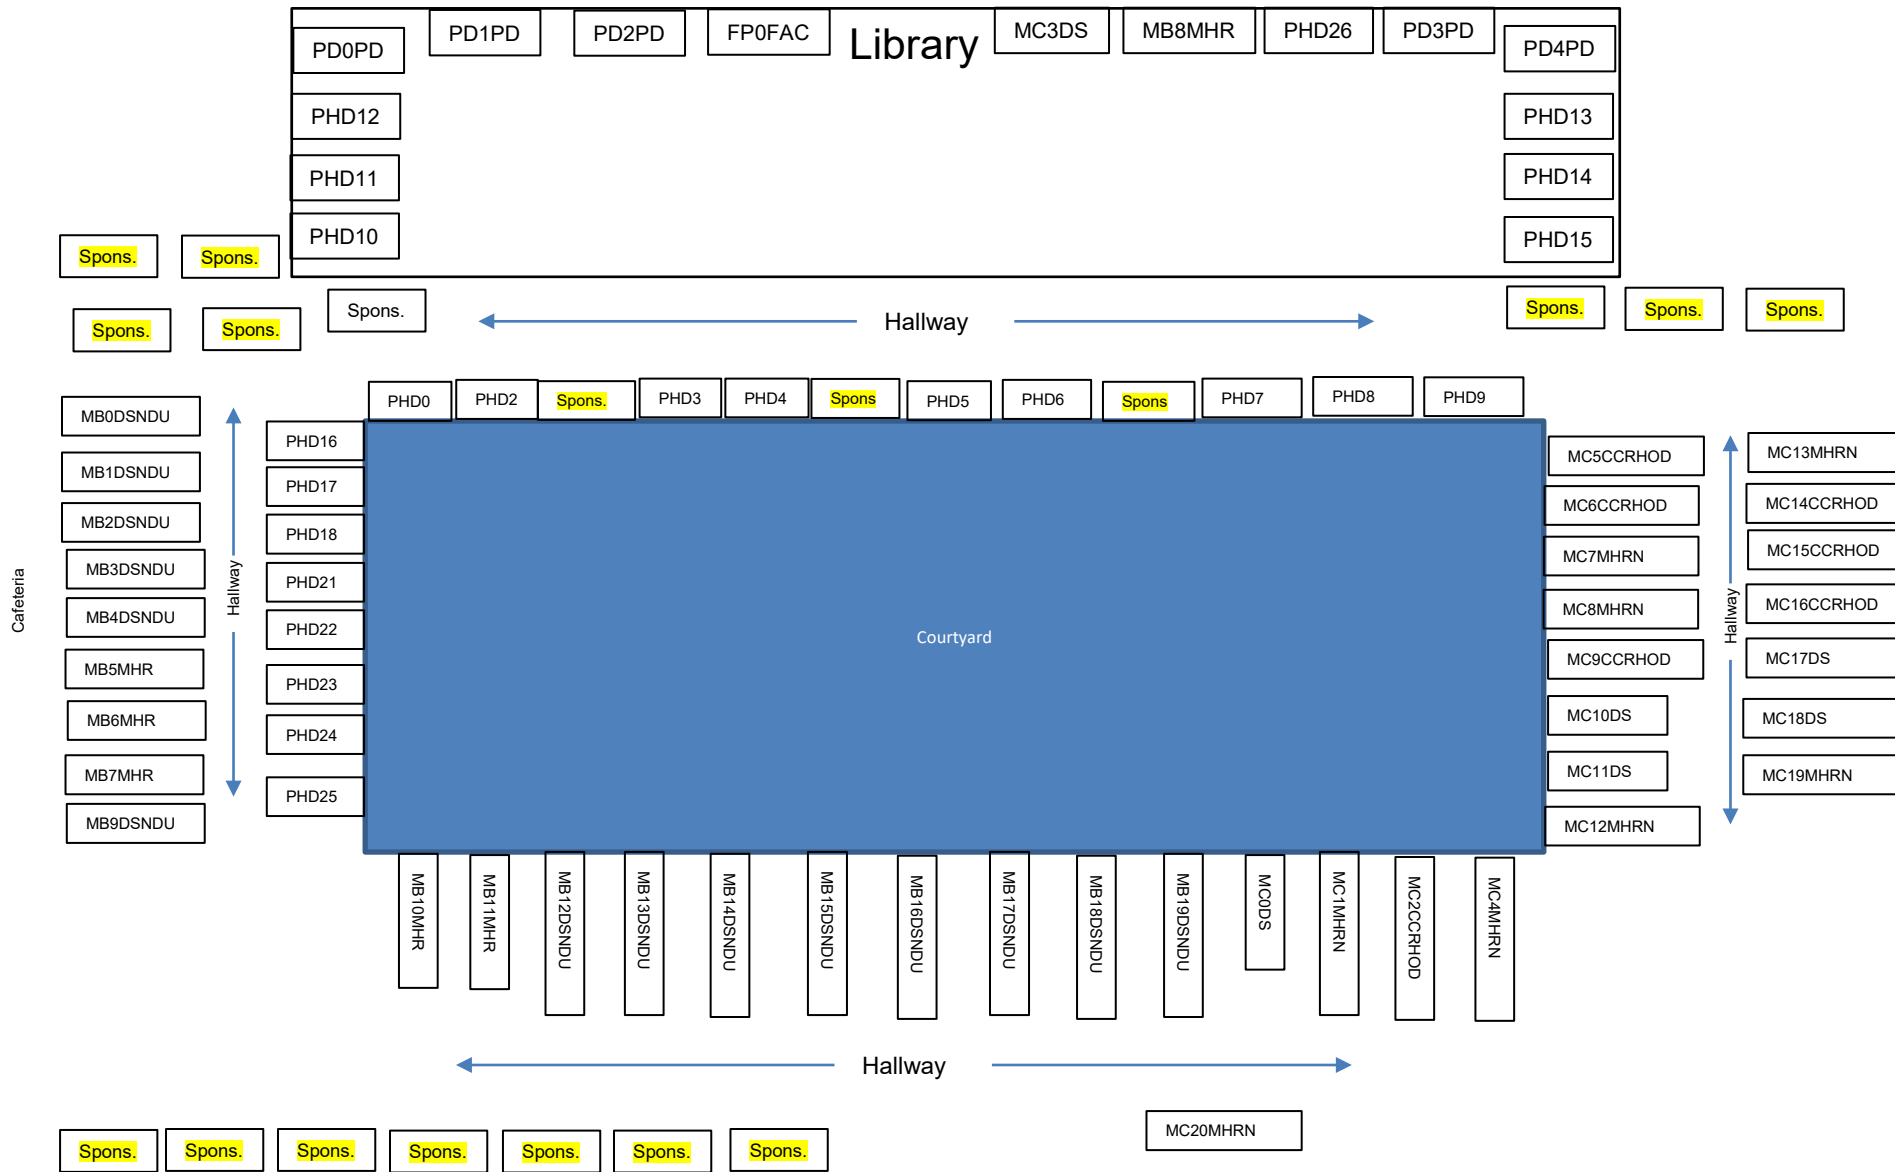 PD0PD
PD1PD
PD2PD
FP0FAC
Library
MC3DS
MB8MHR
PHD26
PD3PD
PD4PD
PHD12
PHD13
PHD11
PHD14
PHD10
PHD15
Spons.
Spons.
Spons.
Spons.
Spons.
Hallway
Spons.
Spons.
Spons.
PHD0
PHD2
Spons.
PHD3
PHD4
Spons
PHD5
PHD6
Spons
PHD7
PHD8
PHD9
Cafeteria
MB0DSNDU
MB1DSNDU
MB2DSNDU
MB3DSNDU
MB4DSNDU
MB5MHR
MB6MHR
MB7MHR
MB9DSNDU
Hallway
PHD16
PHD17
PHD18
PHD21
PHD22
PHD23
PHD24
PHD25
Courtyard
MC5CCRHOD
MC6CCRHOD
MC7MHRN
MC8MHRN
MC9CCRHOD
MC10DS
MC11DS
MC12MHRN
Hallway
MC13MHRN
MC14CCRHOD
MC15CCRHOD
MC16CCRHOD
MC17DS
MC18DS
MC19MHRN
MB10MHR
MB11MHR
MB12DSNDU
MB13DSNDU
MB14DSNDU
MB15DSNDU
MB16DSNDU
MB17DSNDU
MB18DSNDU
MB19DSNDU
MC0DS
MC1MHRN
MC2CCRHOD
MC4MHRN
Hallway
MC20MHRN
Spons.
Spons.
Spons.
Spons.
Spons.
Spons.
Spons.